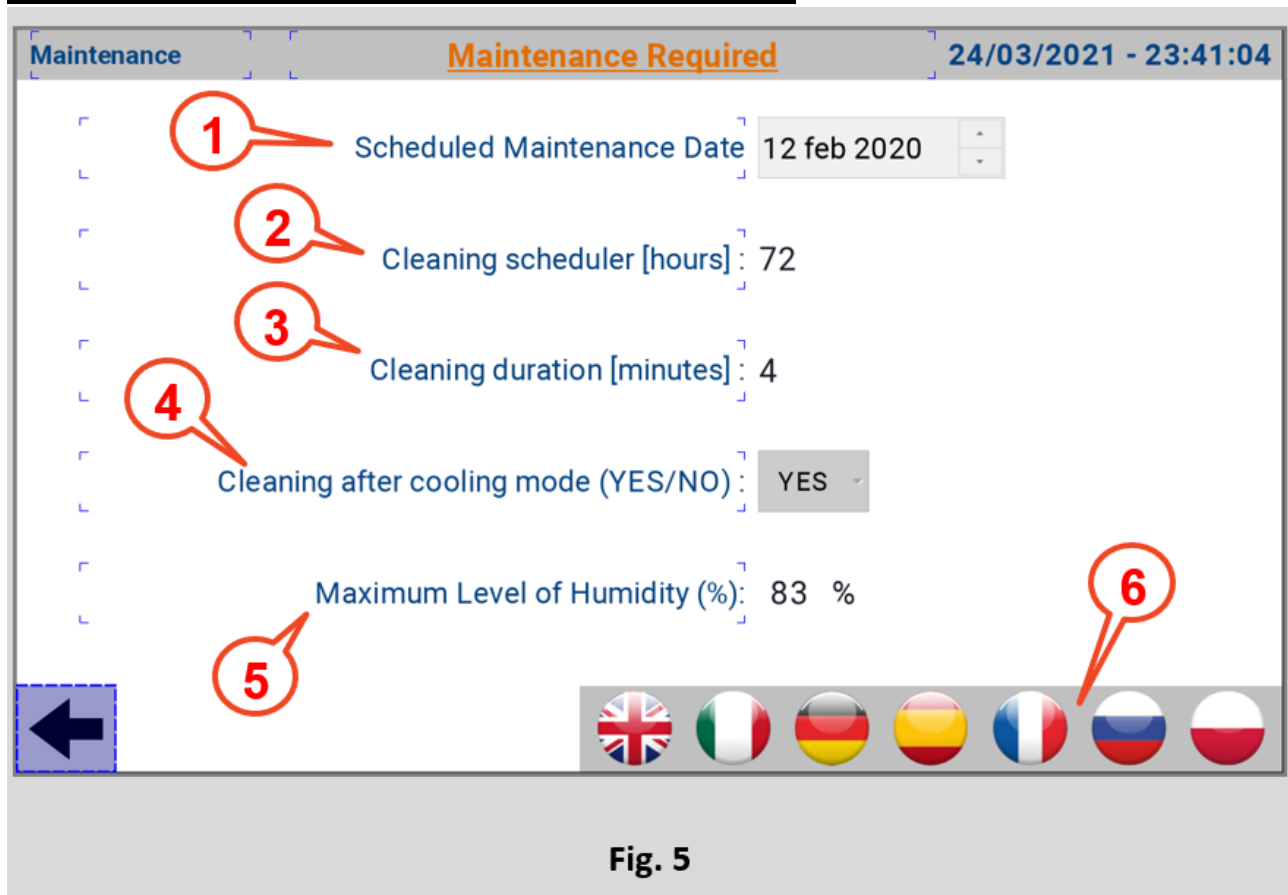 Maintenance Maintenance Required 24/03/2021 - 23:41:04
1 Scheduled Maintenance Date 12 feb 2020
2 Cleaning scheduler [hours] : 72
3 Cleaning duration [minutes] : 4
4 Cleaning after cooling mode (YES/NO) : YES
5 Maximum Level of Humidity (%): 83 %
6
Fig. 5